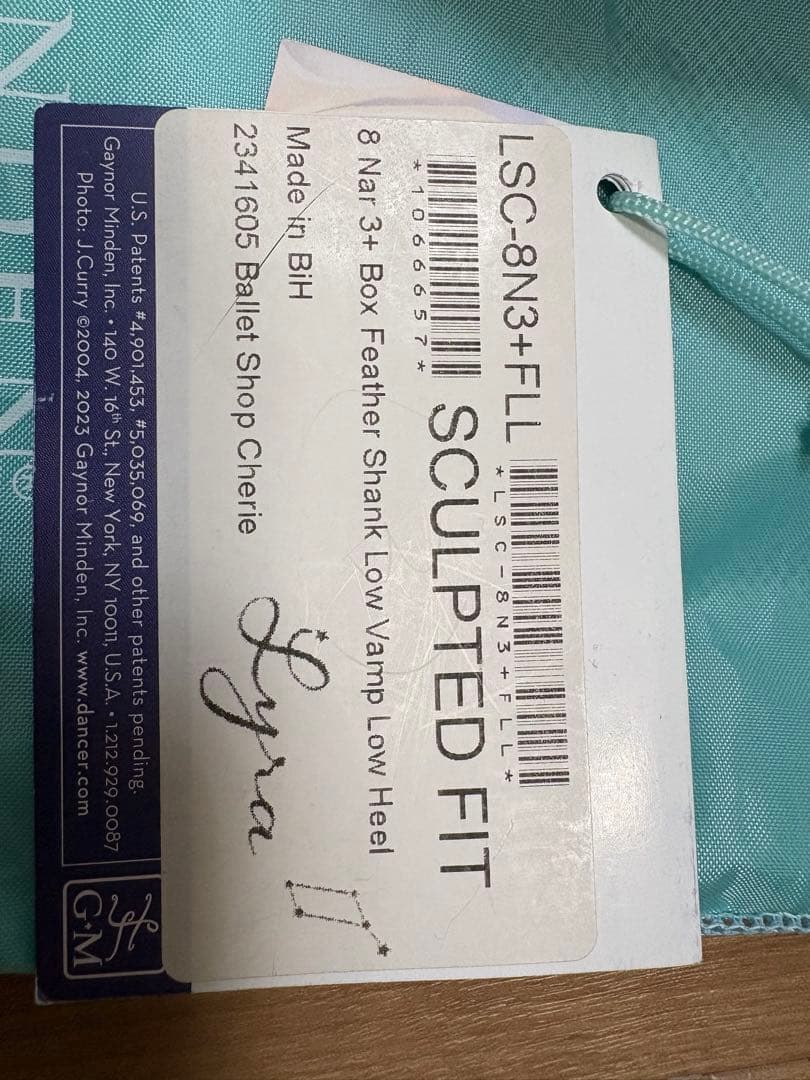 LSC-8N3+FLL
*LSC-8N3+FLL*
*1066657*
SCULPTED FIT
8 Nar 3+ Box Feather Shank Low Vamp Low Heel
Made in BiH
2341605 Ballet Shop Cherie
Lyra
U.S. Patents #4,901,453, #5,035,069, and other patents pending.
Gaynor Minden, Inc. • 140 W. 16th St., New York, NY 10011, U.S.A. • 1.212.929.0087
Photo: J.Curry ©2004, 2023 Gaynor Minden, Inc. www.dancer.com
G•M